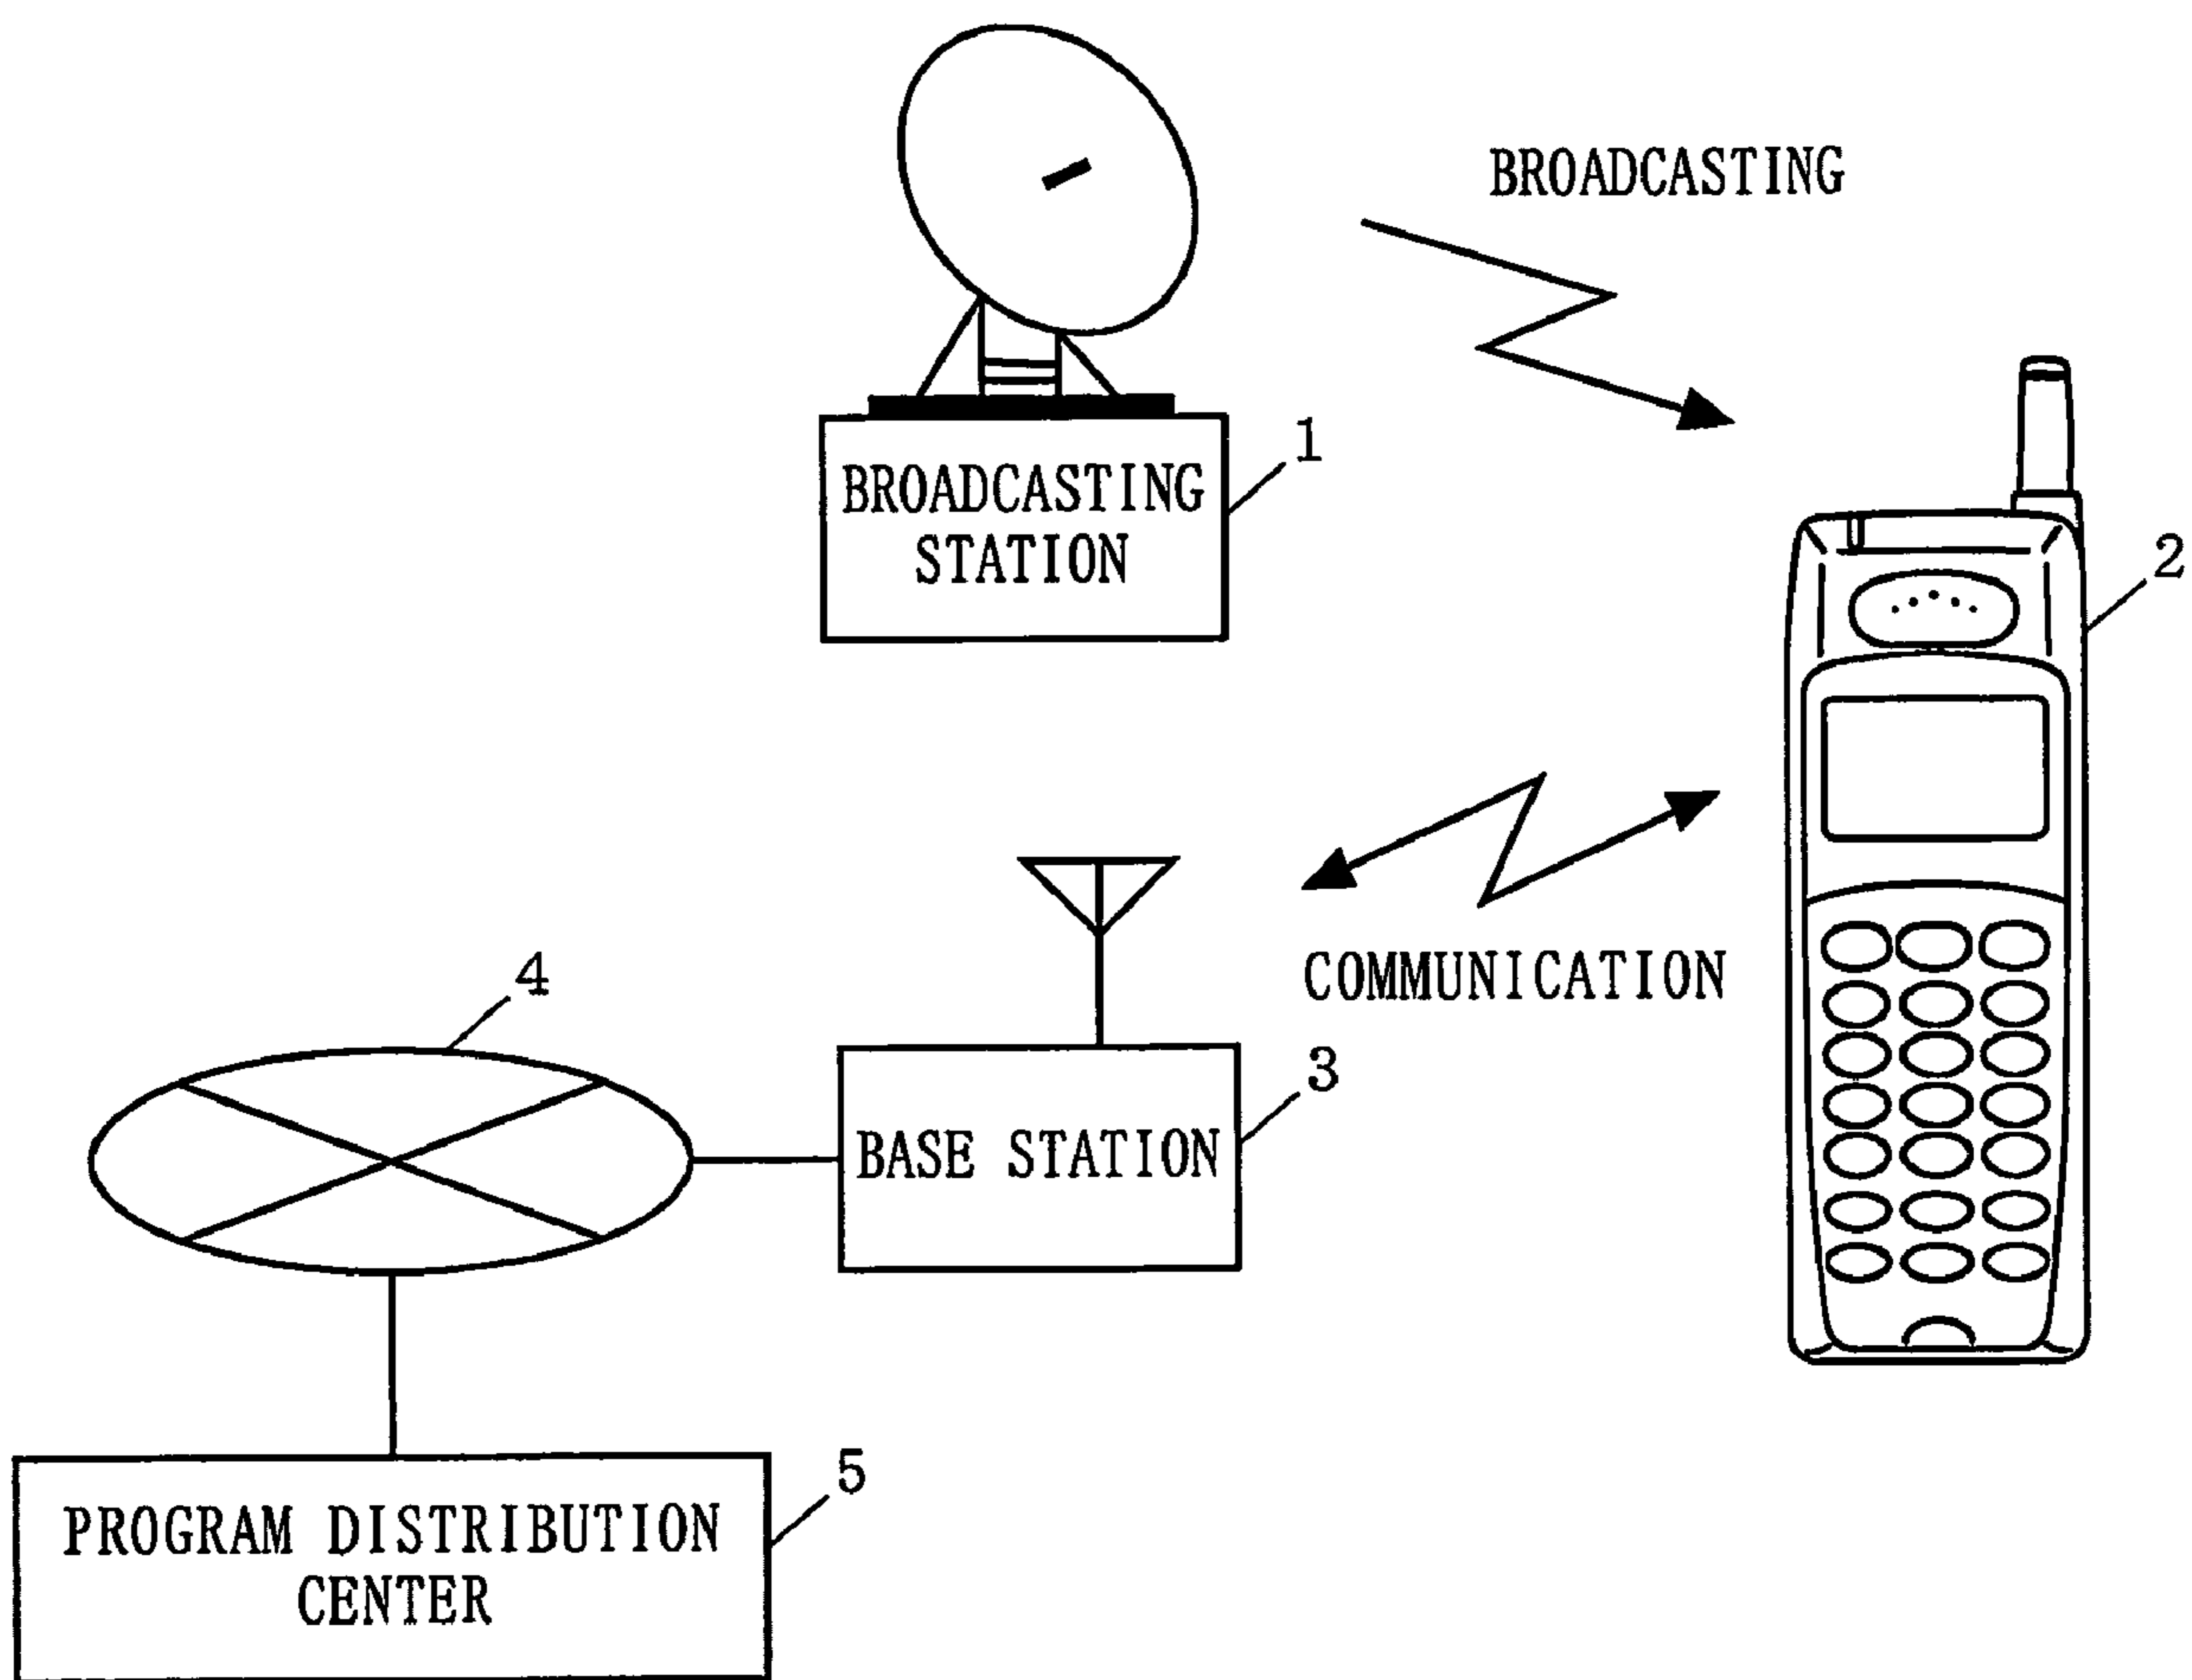 BROADCASTING
1
BROADCASTING
STATION
2
COMMUNICATION
4
3
BASE STATION
5
PROGRAM DISTRIBUTION
CENTER